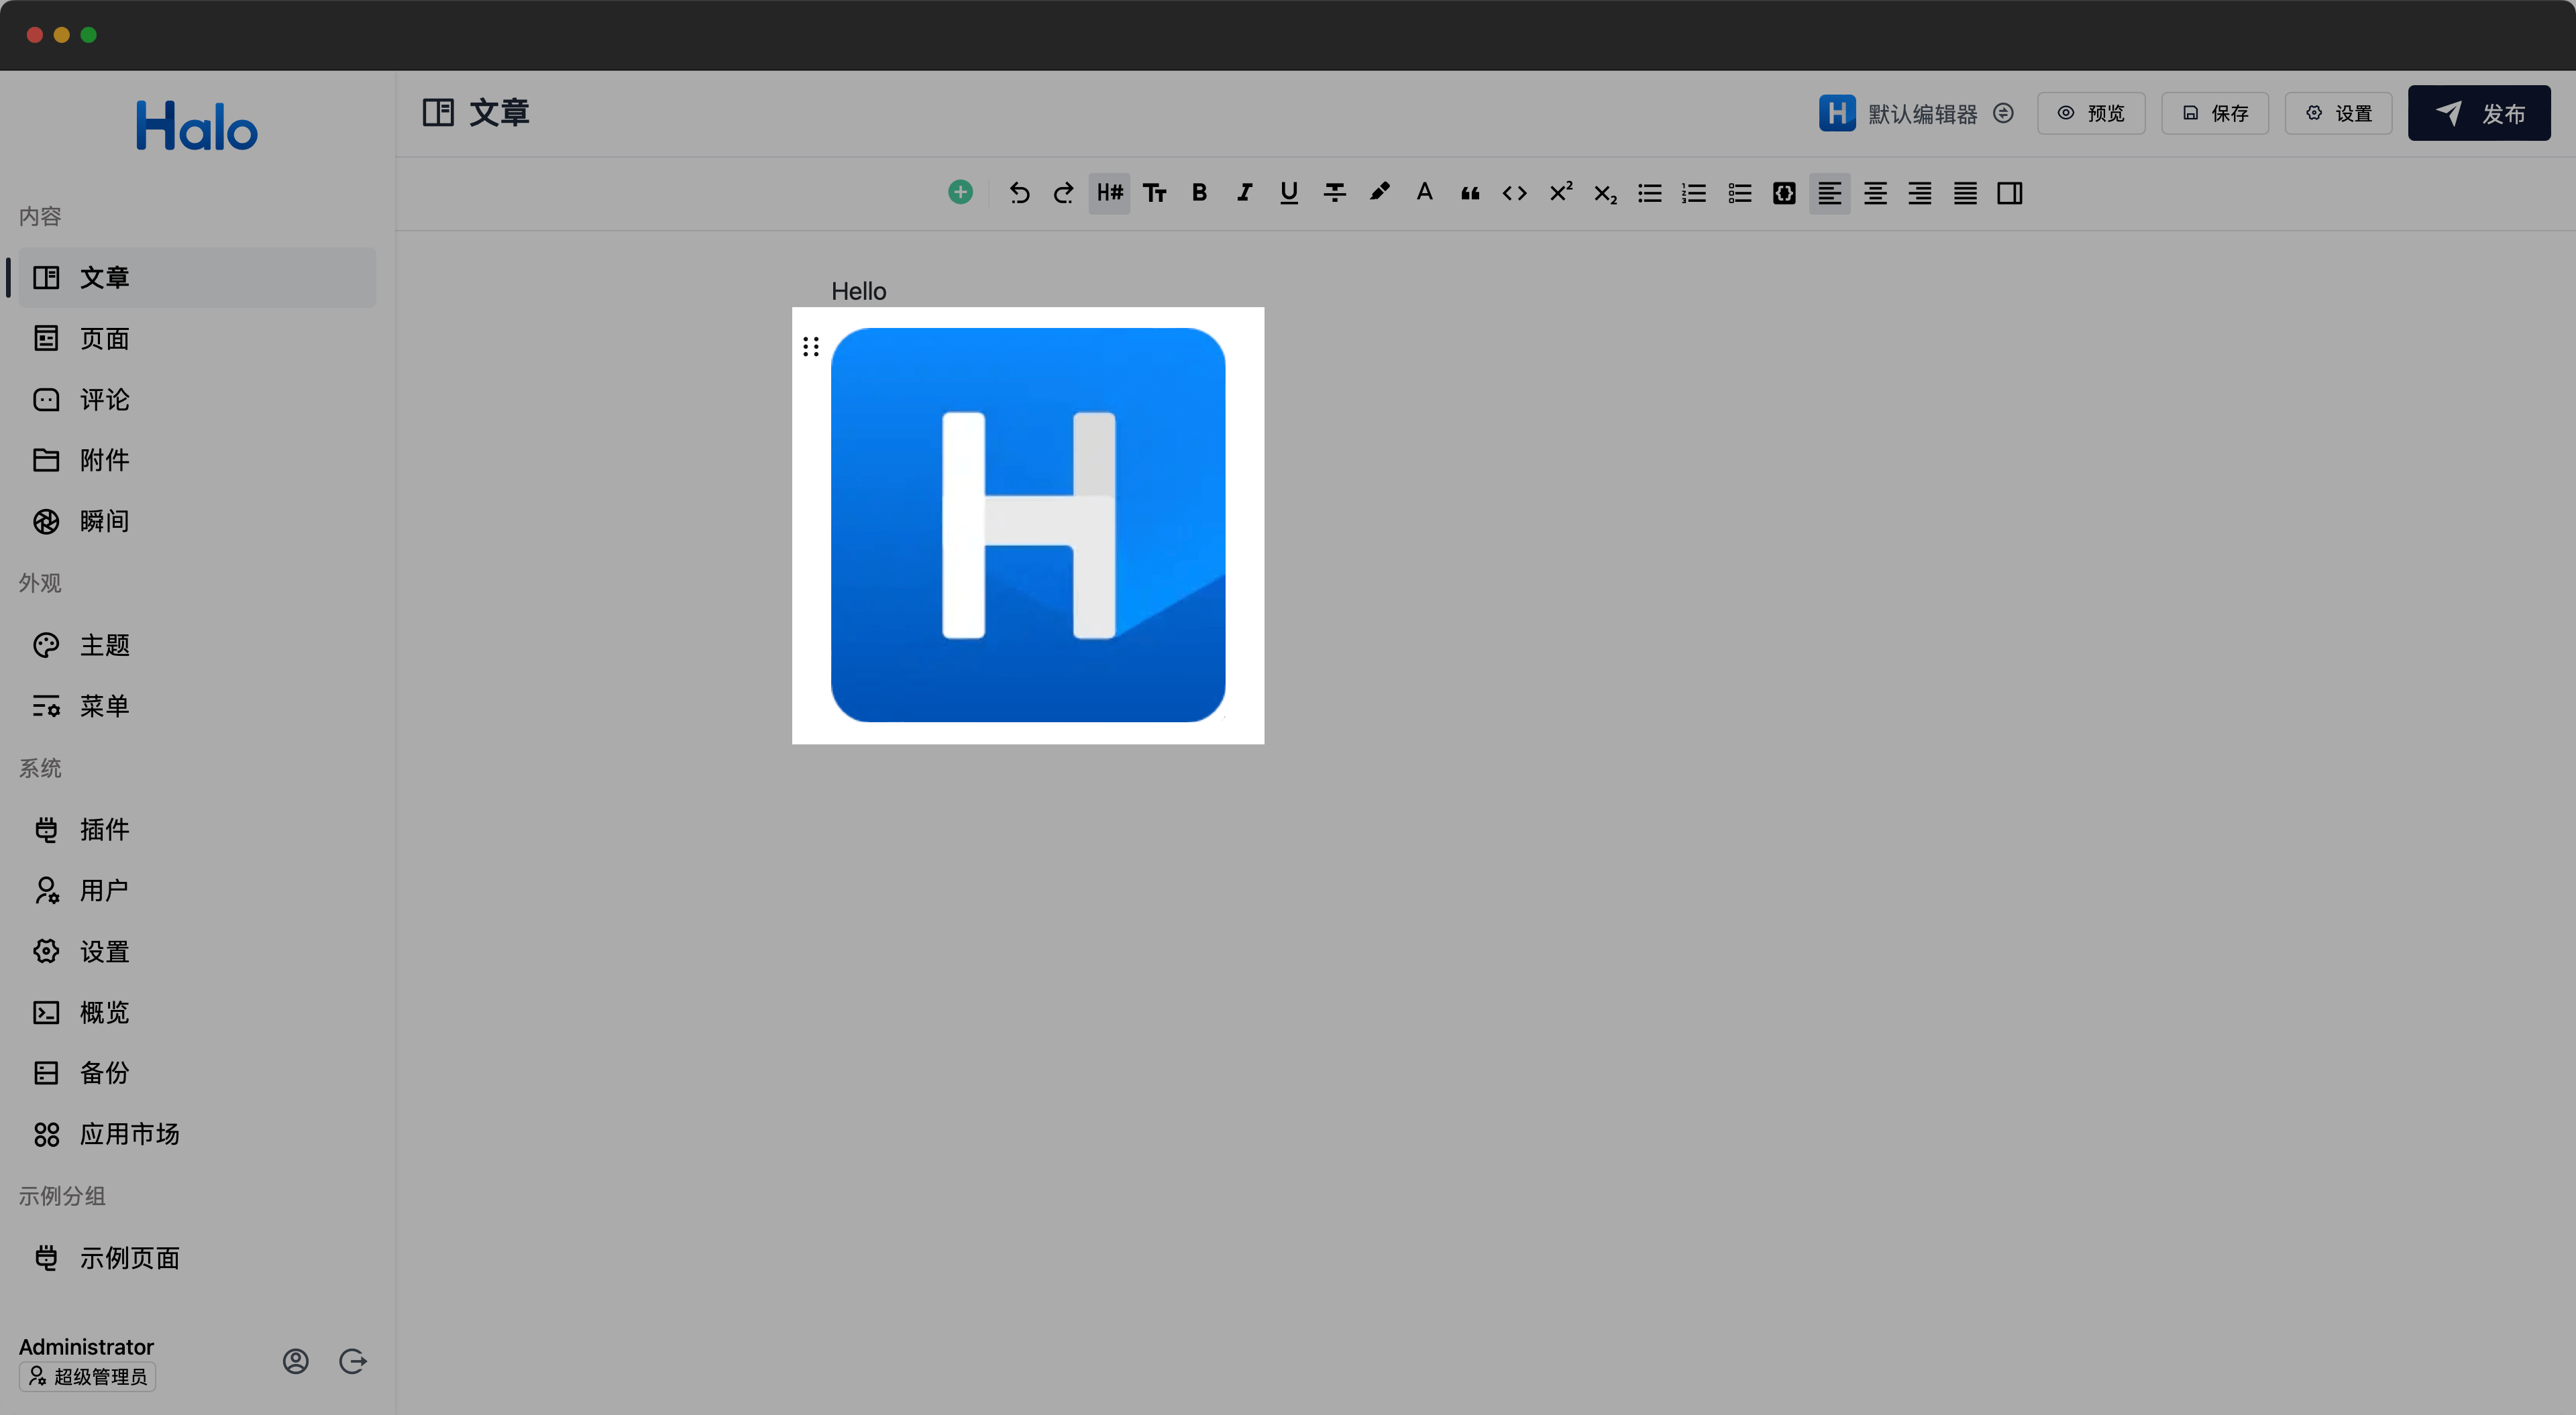 Halo
文章
默认编辑器
预览
保存
设置
发布
内容
文章
页面
评论
附件
瞬间
外观
主题
菜单
系统
插件
用户
设置
概览
备份
应用市场
示例分组
示例页面
Administrator
超级管理员
Hello
H